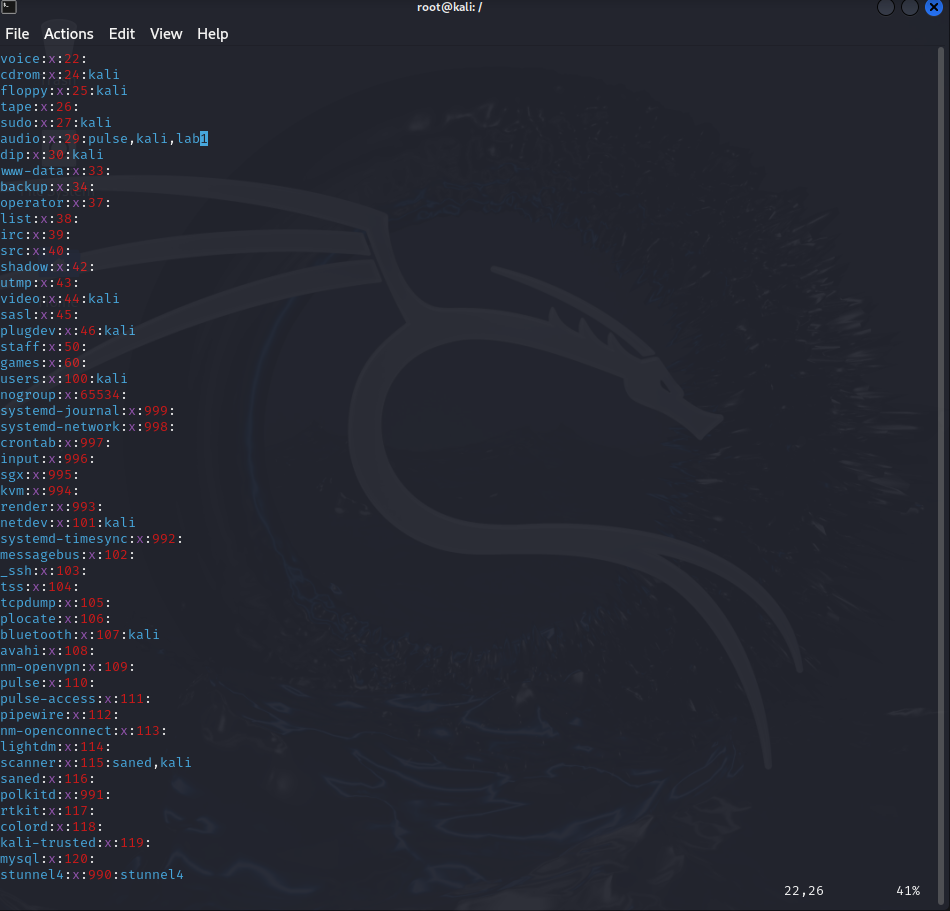 root@kali: /
File Actions Edit View Help
voice:x:22:
cdrom:x:24:kali
floppy:x:25:kali
tape:x:26:
sudo:x:27:kali
audio:x:29:pulse,kali,lab1
dip:x:30:kali
www-data:x:33:
backup:x:34:
operator:x:37:
list:x:38:
irc:x:39:
src:x:40:
shadow:x:42:
utmp:x:43:
video:x:44:kali
sasl:x:45:
plugdev:x:46:kali
staff:x:50:
games:x:60:
users:x:100:kali
nogroup:x:65534:
systemd-journal:x:999:
systemd-network:x:998:
crontab:x:997:
input:x:996:
sgx:x:995:
kvm:x:994:
render:x:993:
netdev:x:101:kali
systemd-timesync:x:992:
messagebus:x:102:
_ssh:x:103:
tss:x:104:
tcpdump:x:105:
plocate:x:106:
bluetooth:x:107:kali
avahi:x:108:
nm-openvpn:x:109:
pulse:x:110:
pulse-access:x:111:
pipewire:x:112:
nm-openconnect:x:113:
lightdm:x:114:
scanner:x:115:saned,kali
saned:x:116:
polkitd:x:991:
rtkit:x:117:
colord:x:118:
kali-trusted:x:119:
mysql:x:120:
stunnel4:x:990:stunnel4
22,26 41%